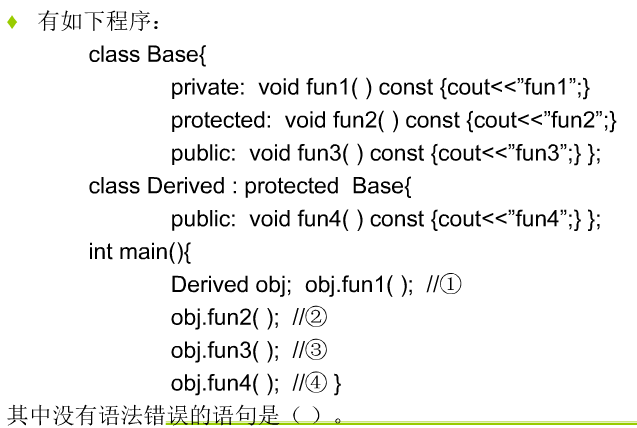 ♦ 有如下程序:
class Base{
private: void fun1( ) const {cout<<”fun1”;}
protected: void fun2( ) const {cout<<”fun2”;}
public: void fun3( ) const {cout<<”fun3”;} };
class Derived : protected Base{
public: void fun4( ) const {cout<<”fun4”;} };
int main(){
Derived obj; obj.fun1( ); //①
obj.fun2( ); //②
obj.fun3( ); //③
obj.fun4( ); //④ }
其中没有语法错误的语句是（ ）。